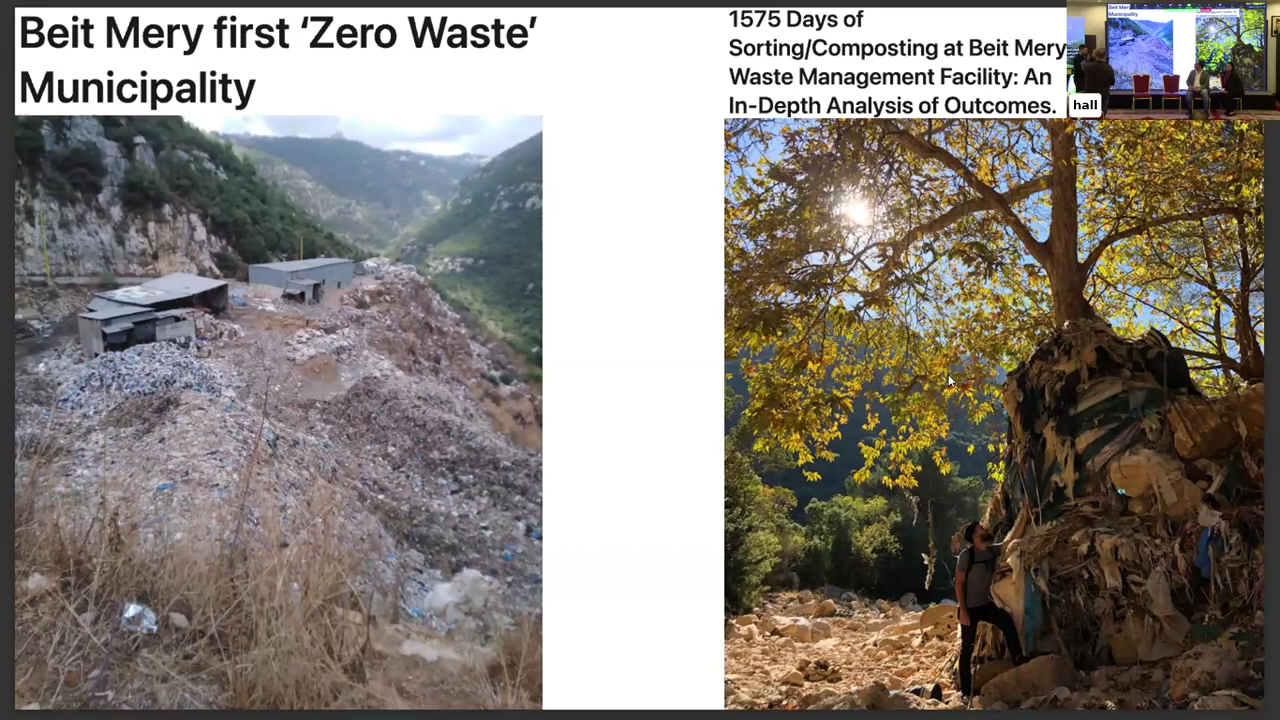 Beit Mery first ‘Zero Waste’
Municipality
1575 Days of
Sorting/Composting at Beit Mery
Waste Management Facility: An
In-Depth Analysis of Outcomes.
hall
Municipality